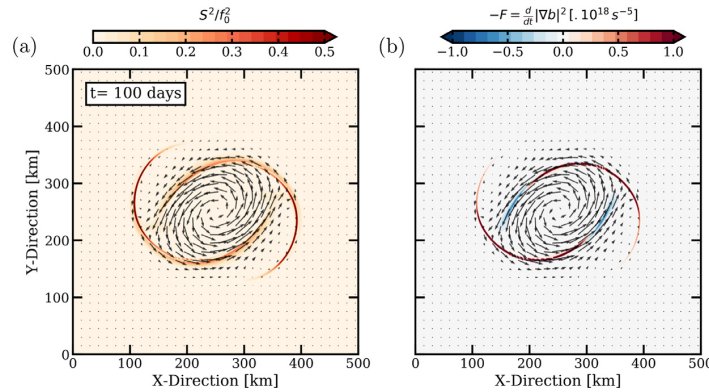 S²/f₀²
−F = d/dt |∇b|² [. 10¹⁸ s⁻⁵]
(a)
0.0 0.1 0.2 0.3 0.4 0.5
(b)
−1.0 −0.5 0.0 0.5 1.0
t= 100 days
Y-Direction [km]
500
400
300
200
100
0
0 100 200 300 400 500
X-Direction [km]
0 100 200 300 400 500
X-Direction [km]